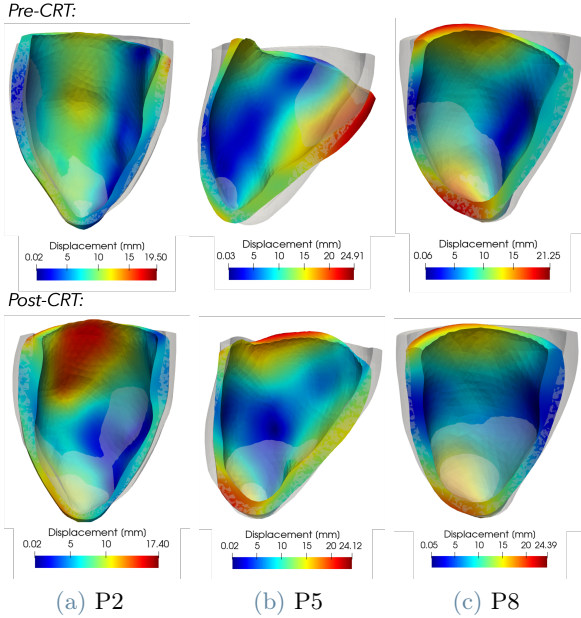 Pre-CRT:
Displacement (mm)
0.02 5 10 15 19.50
Displacement (mm)
0.03 5 10 15 20 24.91
Displacement (mm)
0.06 5 10 15 21.25
Post-CRT:
Displacement (mm)
0.02 5 10 17.40
Displacement (mm)
0.02 5 10 15 20 24.12
Displacement (mm)
0.05 5 10 15 20 24.39
(a) P2
(b) P5
(c) P8